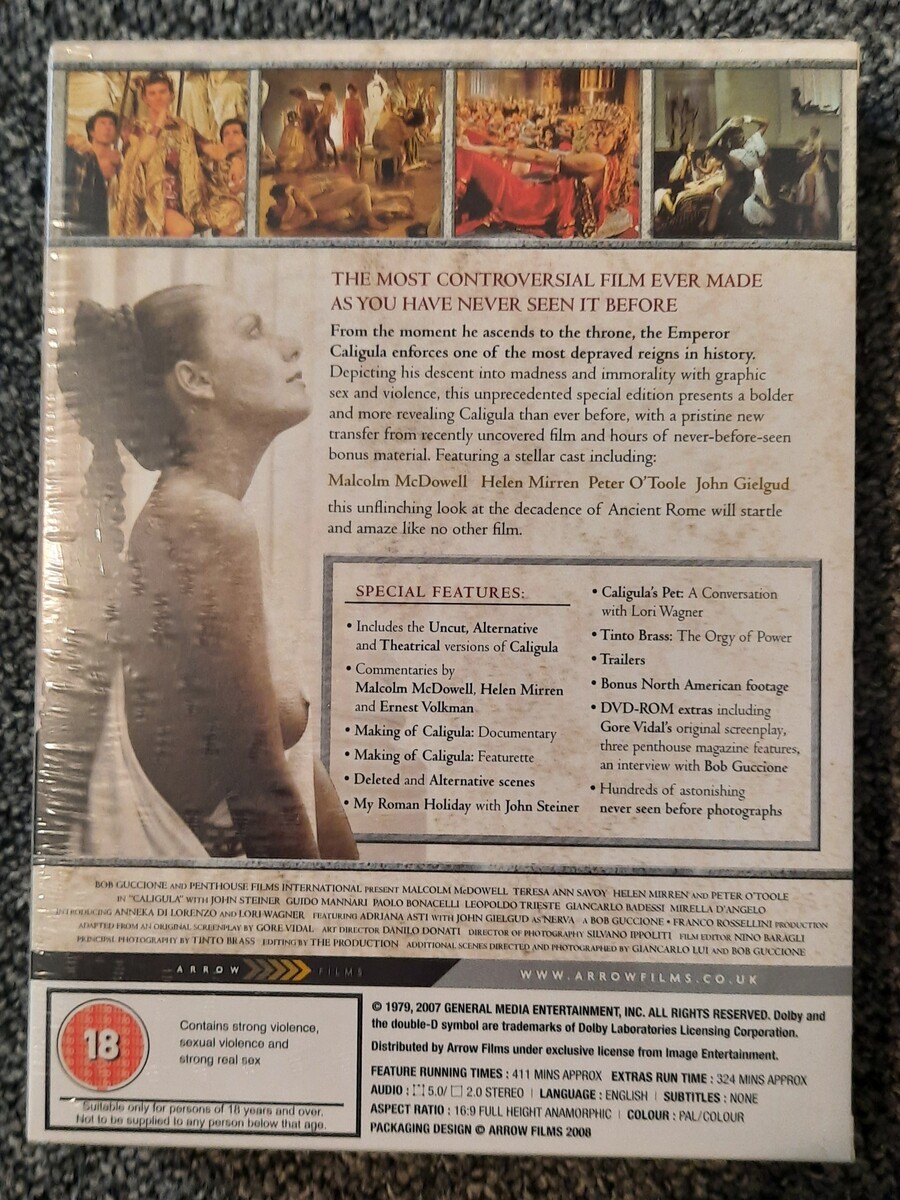 THE MOST CONTROVERSIAL FILM EVER MADE
AS YOU HAVE NEVER SEEN IT BEFORE
From the moment he ascends to the throne, the Emperor
Caligula enforces one of the most depraved reigns in history.
Depicting his descent into madness and immorality with graphic
sex and violence, this unprecedented special edition presents a bolder
and more revealing Caligula than ever before, with a pristine new
transfer from recently uncovered film and hours of never-before-seen
bonus material. Featuring a stellar cast including:
Malcolm McDowell Helen Mirren Peter O'Toole John Gielgud
this unflinching look at the decadence of Ancient Rome will startle
and amaze like no other film.
SPECIAL FEATURES:
• Includes the Uncut, Alternative
and Theatrical versions of Caligula
• Commentaries by
Malcolm McDowell, Helen Mirren
and Ernest Volkman
• Making of Caligula: Documentary
• Making of Caligula: Featurette
• Deleted and Alternative scenes
• My Roman Holiday with John Steiner
• Caligula's Pet: A Conversation
with Lori Wagner
• Tinto Brass: The Orgy of Power
• Trailers
• Bonus North American footage
• DVD-ROM extras including
Gore Vidal's original screenplay,
three penthouse magazine features,
an interview with Bob Guccione
• Hundreds of astonishing
never seen before photographs
BOB GUCCIONE AND PENTHOUSE FILMS INTERNATIONAL PRESENT MALCOLM McDOWELL TERESA ANN SAVOY HELEN MIRREN AND PETER O'TOOLE
IN "CALIGULA" WITH JOHN STEINER GUIDO MANNARI PAOLO BONACELLI LEOPOLDO TRIESTE GIANCARLO BADESSI MIRELLA D'ANGELO
INTRODUCING ANNEKA DI LORENZO AND LORI WAGNER FEATURING ADRIANA ASTI WITH JOHN GIELGUD AS NERVA A BOB GUCCIONE • FRANCO ROSSELLINI PRODUCTION
ADAPTED FROM AN ORIGINAL SCREENPLAY BY GORE VIDAL ART DIRECTOR DANILO DONATI DIRECTOR OF PHOTOGRAPHY SILVANO IPPOLITI FILM EDITOR NINO BARAGLI
PRINCIPAL PHOTOGRAPHY BY TINTO BRASS EDITING BY THE PRODUCTION ADDITIONAL SCENES DIRECTED AND PHOTOGRAPHED BY GIANCARLO LUI AND BOB GUCCIONE
ARROW FILMS
WWW.ARROWFILMS.CO.UK
18
Contains strong violence,
sexual violence and
strong real sex
Suitable only for persons of 18 years and over.
Not to be supplied to any person below that age.
© 1979, 2007 GENERAL MEDIA ENTERTAINMENT, INC. ALL RIGHTS RESERVED. Dolby and
the double-D symbol are trademarks of Dolby Laboratories Licensing Corporation.
Distributed by Arrow Films under exclusive license from Image Entertainment.
FEATURE RUNNING TIMES : 411 MINS APPROX EXTRAS RUN TIME : 324 MINS APPROX
AUDIO : 5.0/ 2.0 STEREO | LANGUAGE : ENGLISH | SUBTITLES : NONE
ASPECT RATIO : 16:9 FULL HEIGHT ANAMORPHIC | COLOUR : PAL/COLOUR
PACKAGING DESIGN © ARROW FILMS 2008